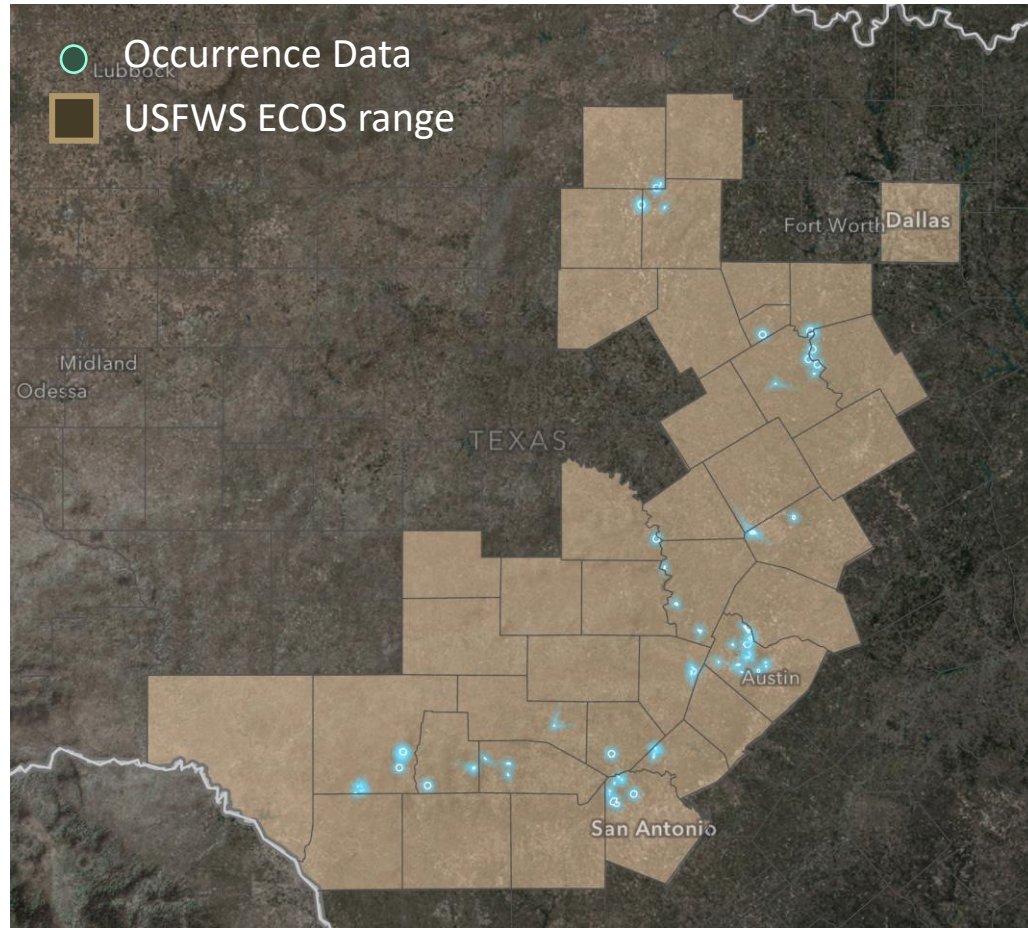 Occurrence Data
Lubbock
USFWS ECOS range
Fort Worth
Dallas
Midland
Odessa
TEXAS
Austin
San Antonio